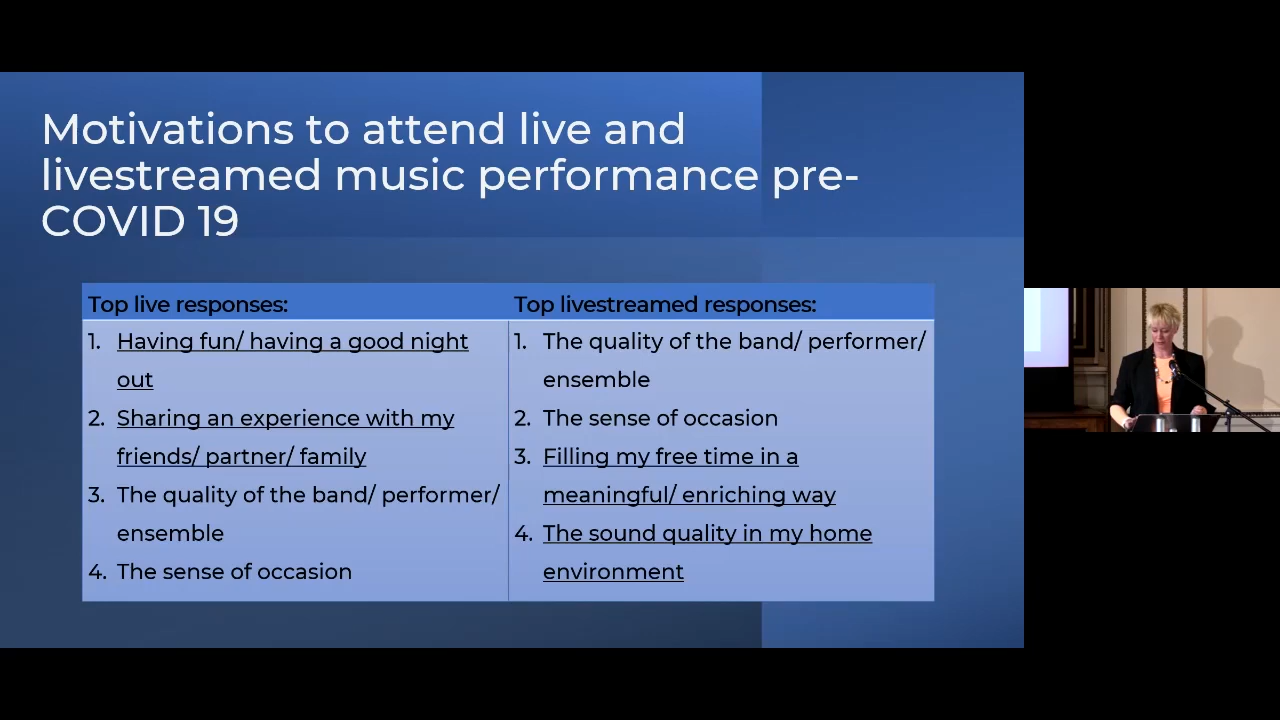 Motivations to attend live and
livestreamed music performance pre-
COVID 19
Top live responses:
1. Having fun/ having a good night
out
2. Sharing an experience with my
friends/ partner/ family
3. The quality of the band/ performer/
ensemble
4. The sense of occasion
Top livestreamed responses:
1. The quality of the band/ performer/
ensemble
2. The sense of occasion
3. Filling my free time in a
meaningful/ enriching way
4. The sound quality in my home
environment